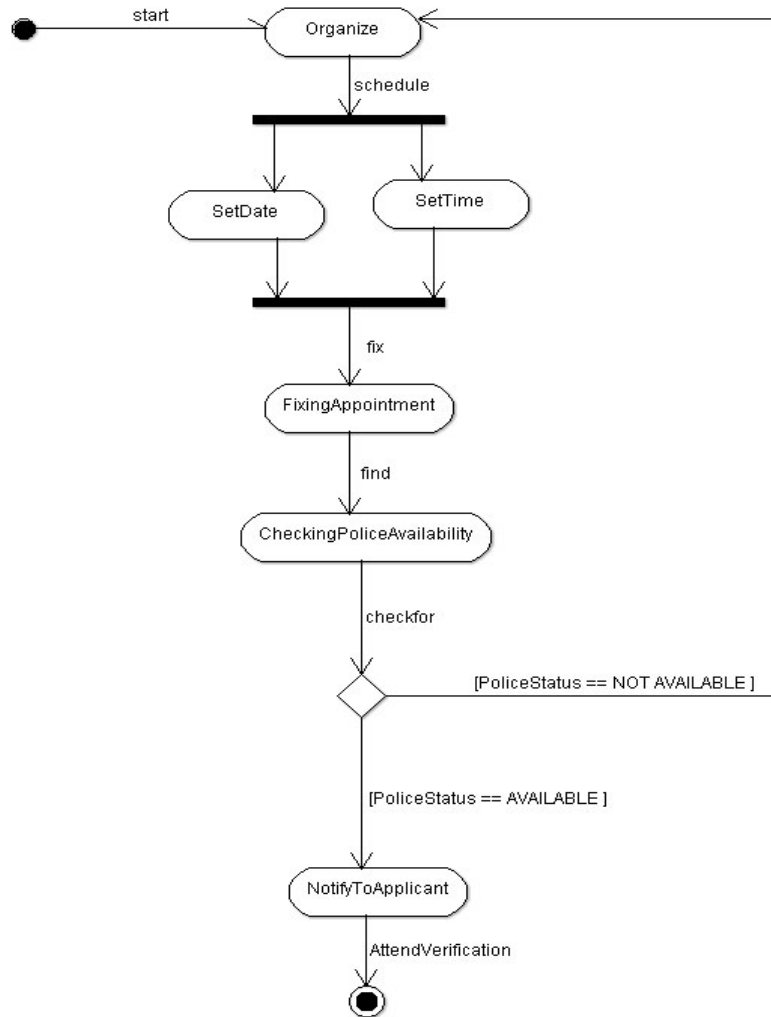 start
Organize
schedule
SetDate
SetTime
fix
FixingAppointment
find
CheckingPoliceAvailability
checkfor
[PoliceStatus == NOT AVAILABLE ]
[PoliceStatus == AVAILABLE ]
NotifyToApplicant
AttendVerification